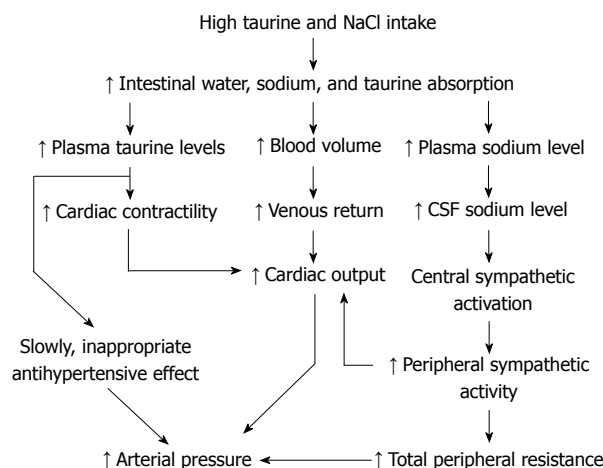 High taurine and NaCl intake
↑ Intestinal water, sodium, and taurine absorption
↑ Plasma taurine levels
↑ Blood volume
↑ Plasma sodium level
↑ Cardiac contractility
↑ Venous return
↑ CSF sodium level
↑ Cardiac output
Central sympathetic
activation
Slowly, inappropriate
antihypertensive effect
↑ Peripheral sympathetic
activity
↑ Arterial pressure
↑ Total peripheral resistance